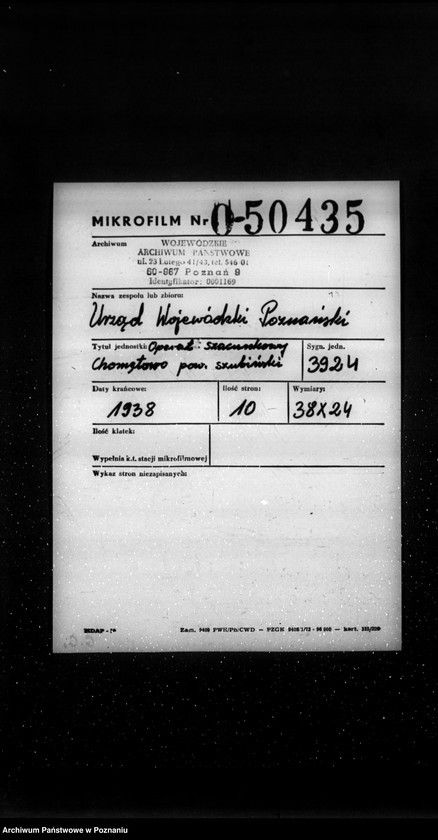 MIKROFILM Nr 0-50435
Archiwum
WOJEWÓDZKIE
ARCHIWUM PAŃSTWOWE
ul. 23 Lutego 41/43, tel. 546 01
60-967 Poznań 9
Identyfikator: 0001169
Nazwa zespołu lub zbioru:
Urząd Wojewódzki Poznański
Tytuł jednostki: Operat szacunkowy
Chomętowo pow. szubiński
Sygn. jedn.
3924
Daty krańcowe:
1938
Ilość stron:
10
Wymiary:
38X24
Ilość klatek:
Wypełnia k.t. stacji mikrofilmowej
Wykaz stron niezapisanych:
Archiwum Państwowe w Poznaniu